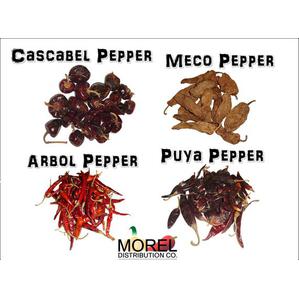 Cascabel Pepper
Meco Pepper
Arbol Pepper
Puya Pepper
MOREL
DISTRIBUTION CO.